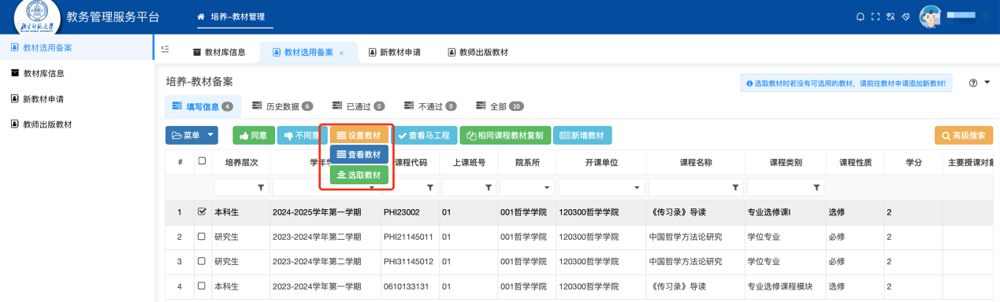 教务管理服务平台 培养-教材管理
教材选用备案
教材库信息
新教材申请
教师出版教材
教材库信息 教材选用备案 × 新教材申请 教师出版教材
培养-教材备案 选取教材时若没有可选用的教材，请前往教材申请添加新教材!
填写信息 4 历史数据 6 已通过 0 不通过 0 全部 10
菜单 同意 不同意 设置教材 查看马工程 相同课程教材复制 新增教材 高级搜索
查看教材
选取教材
# 培养层次 学年学 课程代码 上课班号 院系所 开课单位 课程名称 课程类别 课程性质 学分 主要授课对象
1 本科生 2024-2025学年第一学期 PHI23002 01 001哲学学院 120300哲学学院 《传习录》导读 专业选修课I 选修 2
2 研究生 2023-2024学年第二学期 PHI21145011 01 001哲学学院 120300哲学学院 中国哲学方法论研究 学位专业 必修 2
3 研究生 2023-2024学年第二学期 PHI31145012 01 001哲学学院 120300哲学学院 中国哲学方法论研究 学位专业 必修 2
4 本科生 2023-2024学年第一学期 0610133131 01 001哲学学院 120300哲学学院 《传习录》导读 专业选修课程模块 选修 2